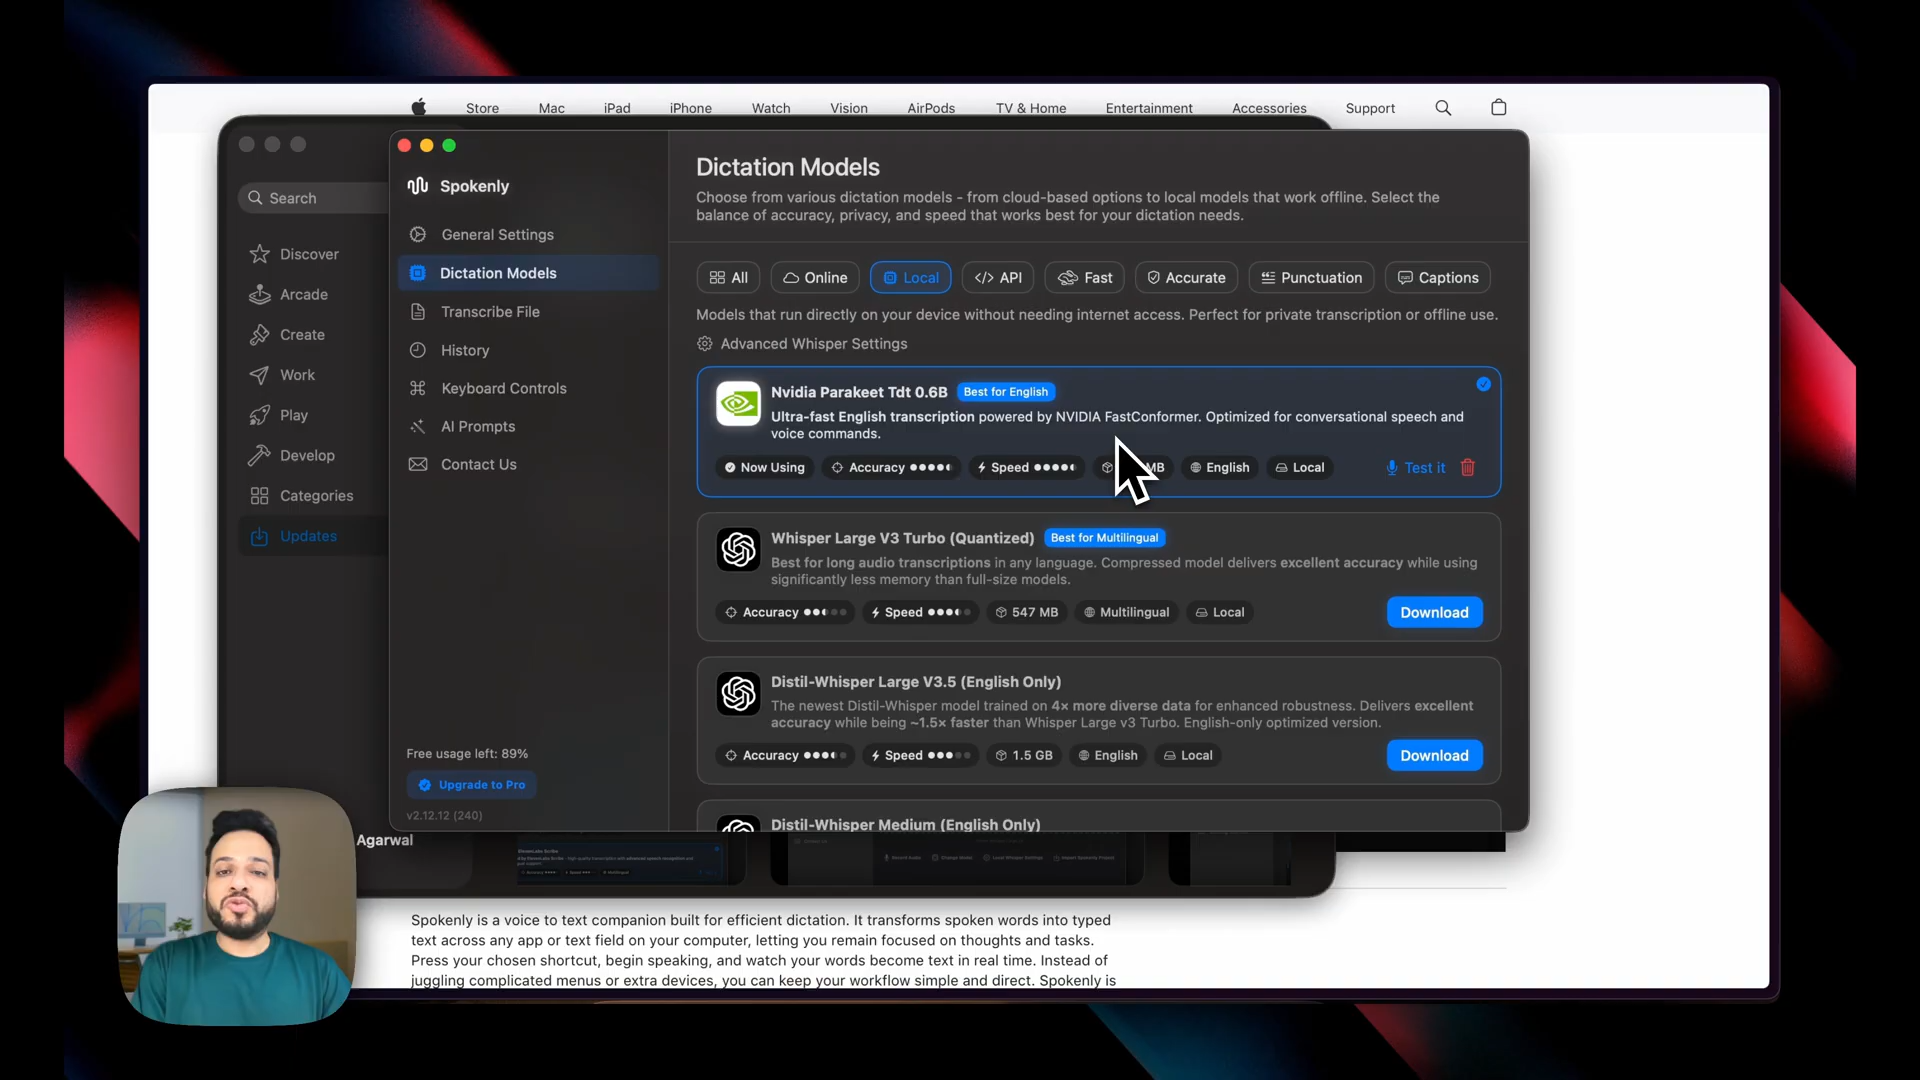 Store Mac iPad iPhone Watch Vision AirPods TV & Home Entertainment Accessories Support
Search
Discover
Arcade
Create
Work
Play
Develop
Categories
Updates
Agarwal
Spokenly
General Settings
Dictation Models
Transcribe File
History
Keyboard Controls
AI Prompts
Contact Us
Free usage left: 89%
Upgrade to Pro
v2.12.12 (240)
Dictation Models
Choose from various dictation models - from cloud-based options to local models that work offline. Select the
balance of accuracy, privacy, and speed that works best for your dictation needs.
All Online Local </> API Fast Accurate Punctuation Captions
Models that run directly on your device without needing internet access. Perfect for private transcription or offline use.
Advanced Whisper Settings
Nvidia Parakeet Tdt 0.6B Best for English
Ultra-fast English transcription powered by NVIDIA FastConformer. Optimized for conversational speech and
voice commands.
Now Using Accuracy Speed MB English Local Test it
Whisper Large V3 Turbo (Quantized) Best for Multilingual
Best for long audio transcriptions in any language. Compressed model delivers excellent accuracy while using
significantly less memory than full-size models.
Accuracy Speed 547 MB Multilingual Local Download
Distil-Whisper Large V3.5 (English Only)
The newest Distil-Whisper model trained on 4× more diverse data for enhanced robustness. Delivers excellent
accuracy while being ~1.5× faster than Whisper Large v3 Turbo. English-only optimized version.
Accuracy Speed 1.5 GB English Local Download
Distil-Whisper Medium (English Only)
Spokenly is a voice to text companion built for efficient dictation. It transforms spoken words into typed
text across any app or text field on your computer, letting you remain focused on thoughts and tasks.
Press your chosen shortcut, begin speaking, and watch your words become text in real time. Instead of
juggling complicated menus or extra devices, you can keep your workflow simple and direct. Spokenly is